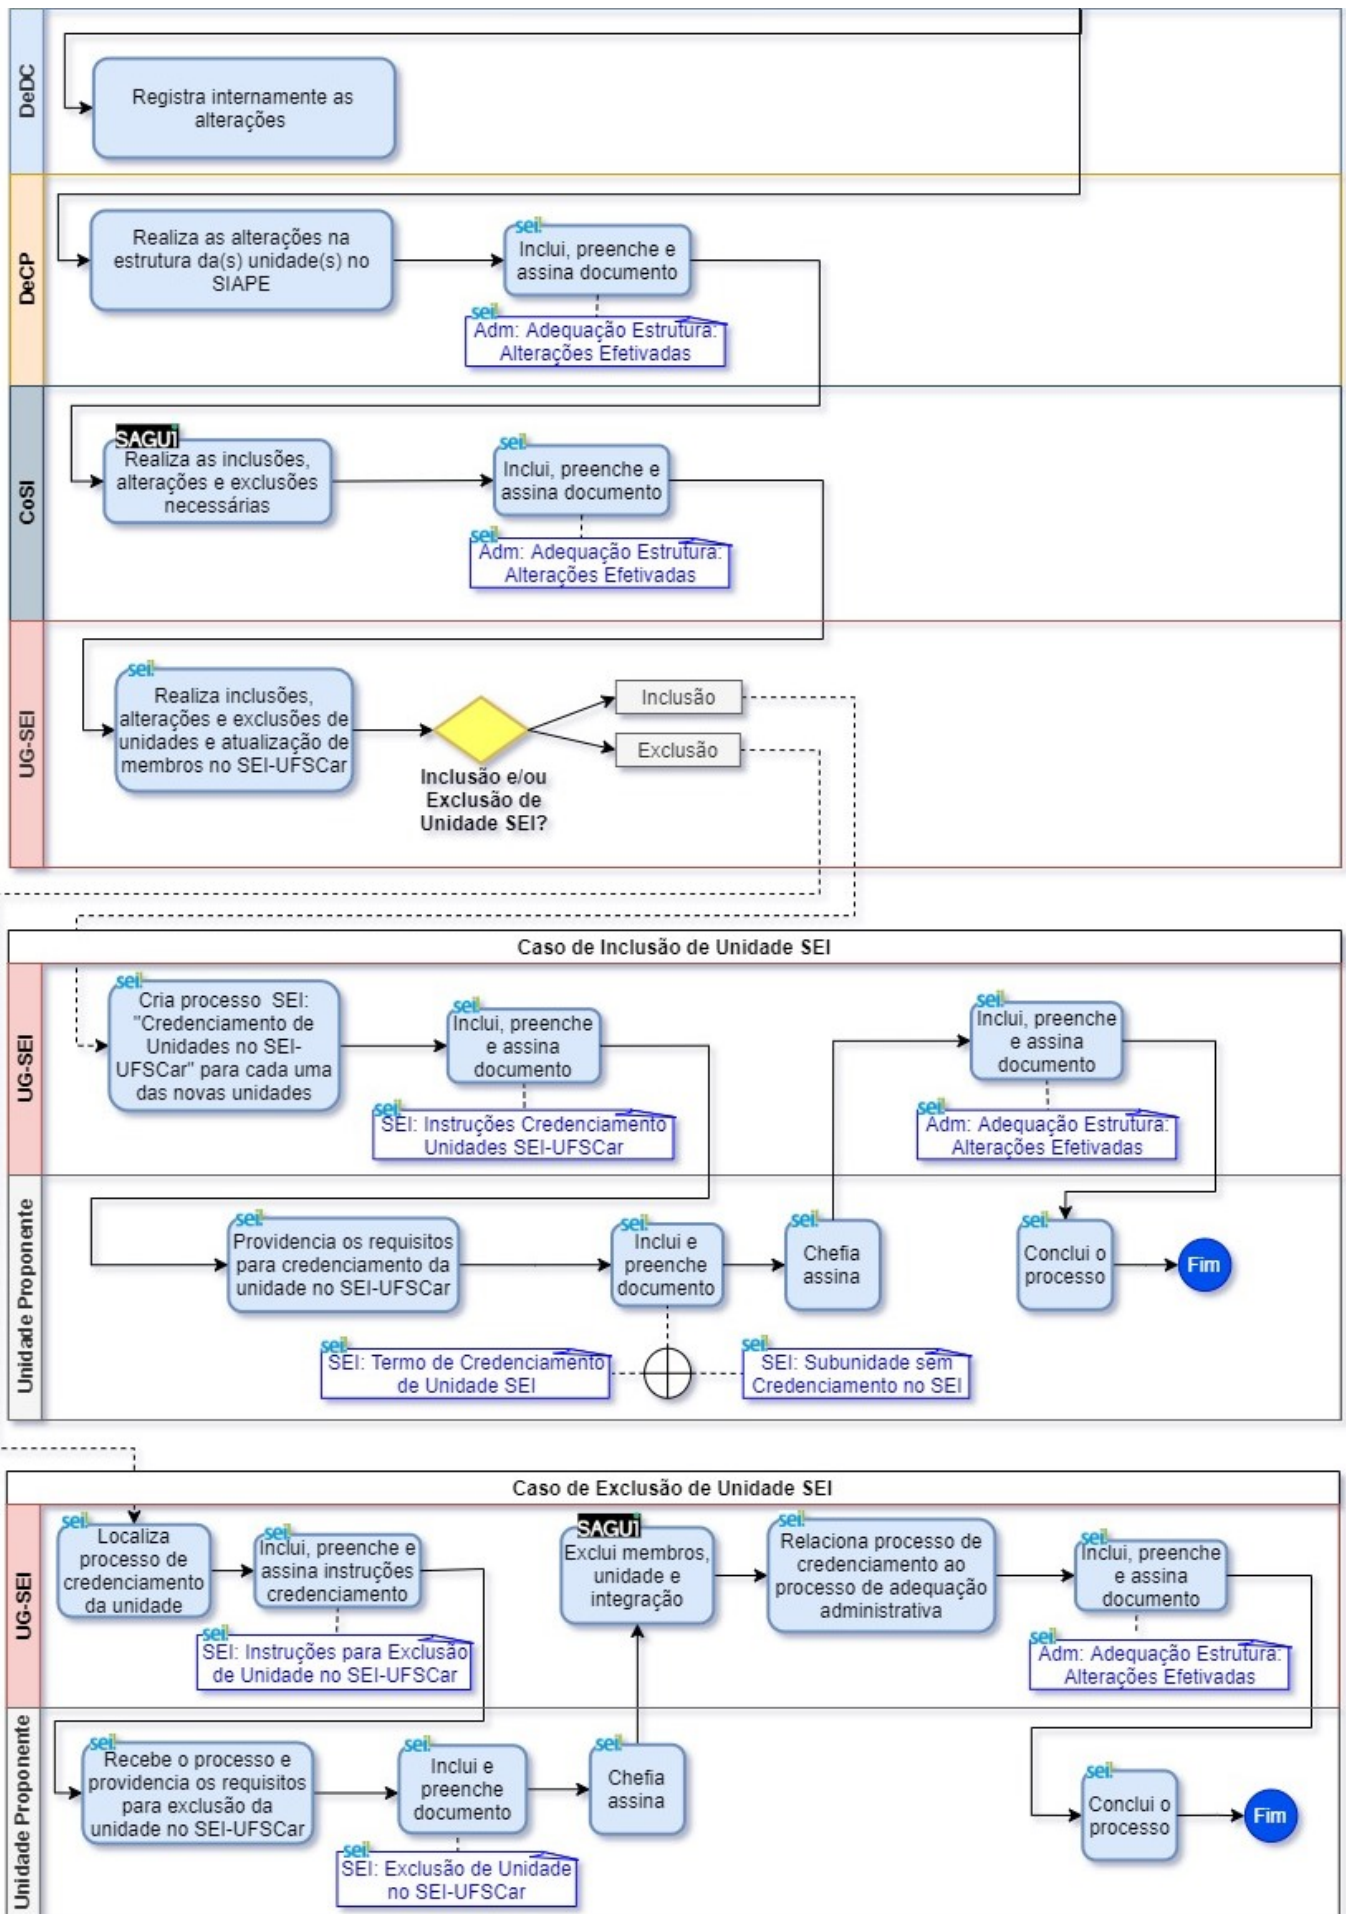 DeDC
Registra internamente as
alterações
DeCP
Realiza as alterações na
estrutura da(s) unidade(s) no
SIAPE
sei!
Inclui, preenche e
assina documento
sei!
Adm: Adequação Estrutura:
Alterações Efetivadas
CoSI
SAGUi
Realiza as inclusões,
alterações e exclusões
necessárias
sei!
Inclui, preenche e
assina documento
sei!
Adm: Adequação Estrutura:
Alterações Efetivadas
UG-SEI
sei!
Realiza inclusões,
alterações e exclusões de
unidades e atualização de
membros no SEI-UFSCar
Inclusão e/ou
Exclusão de
Unidade SEI?
Inclusão
Exclusão
Caso de Inclusão de Unidade SEI
UG-SEI
sei!
Cria processo SEI:
"Credenciamento de
Unidades no SEI-
UFSCar" para cada uma
das novas unidades
sei!
Inclui, preenche
e assina
documento
sei!
SEI: Instruções Credenciamento
Unidades SEI-UFSCar
sei!
Inclui, preenche
e assina
documento
sei!
Adm: Adequação Estrutura:
Alterações Efetivadas
Unidade Proponente
sei!
Providencia os requisitos
para credenciamento da
unidade no SEI-UFSCar
sei!
Inclui e
preenche
documento
sei!
Chefia
assina
sei!
Conclui o
processo
Fim
sei!
SEI: Termo de Credenciamento
de Unidade SEI
sei!
SEI: Subunidade sem
Credenciamento no SEI
Caso de Exclusão de Unidade SEI
UG-SEI
sei!
Localiza
processo de
credenciamento
da unidade
sei!
Inclui, preenche e
assina instruções
credenciamento
sei!
SEI: Instruções para Exclusão
de Unidade no SEI-UFSCar
SAGUi
Exclui membros,
unidade e
integração
sei!
Relaciona processo de
credenciamento ao
processo de adequação
administrativa
sei!
Inclui, preenche
e assina
documento
sei!
Adm: Adequação Estrutura:
Alterações Efetivadas
Unidade Proponente
sei!
Recebe o processo e
providencia os requisitos
para exclusão da
unidade no SEI-UFSCar
sei!
Inclui e
preenche
documento
sei!
SEI: Exclusão de Unidade
no SEI-UFSCar
sei!
Chefia
assina
sei!
Conclui o
processo
Fim